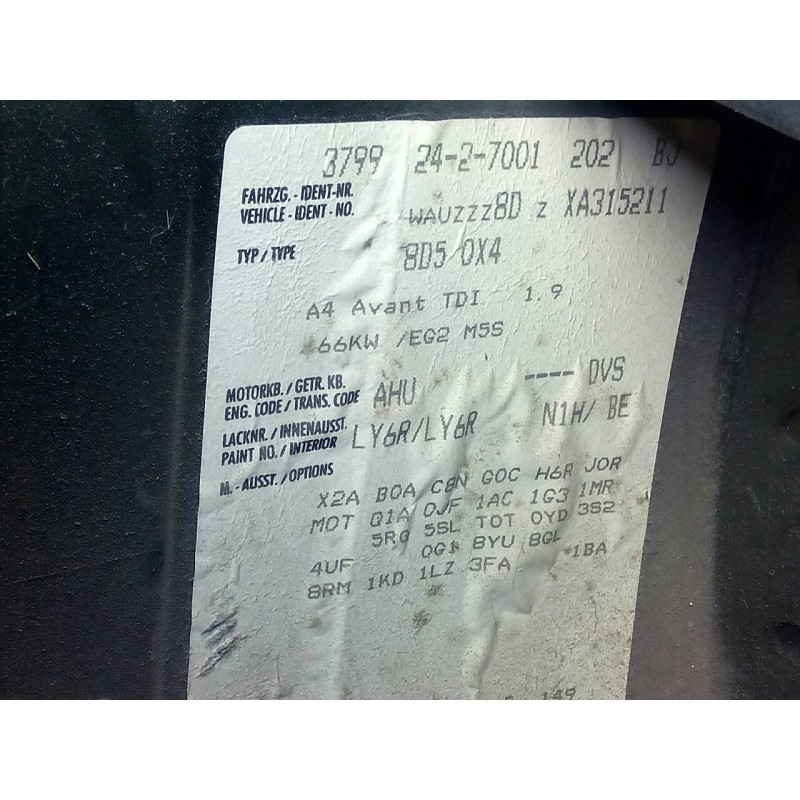 3799 24-2-7001 202 BJ
FAHRZG.-IDENT-NR.
VEHICLE-IDENT-NO. WAUZZZ8D Z XA315211
TYP/TYPE 8D5 0X4
A4 Avant TDI 1.9
66KW /EG2 M5S
MOTORKB./GETR.KB.
ENG. CODE/TRANS. CODE AHU ---- DVS
LACKNR./INNENAUSST.
PAINT NO./INTERIOR LY6R/LY6R N1H/ BE
M.-AUSST./OPTIONS
X2A B0A C8N G0C H6R J0R
M0T Q1A 0JF 1AC 1G3 1MR
5RG 5SL T0T 0YD 3S2
4UF 0G1 8YU 8GL
8RM 1KD 1LZ 3FA 1BA
149